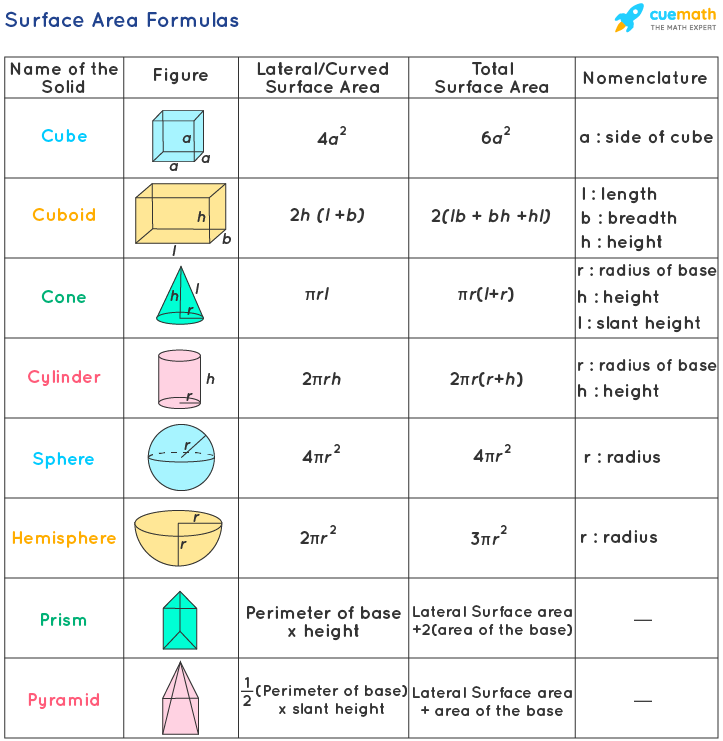 Surface Area Formulas
cuemath
THE MATH EXPERT
Name of the
Solid
Figure
Lateral/Curved
Surface Area
Total
Surface Area
Nomenclature
Cube
a
a
a
4a²
6a²
a : side of cube
Cuboid
h
b
l
2h (l +b)
2(lb + bh +hl)
l : length
b : breadth
h : height
Cone
h
l
r
πrl
πr(l+r)
r : radius of base
h : height
l : slant height
Cylinder
h
r
2πrh
2πr(r+h)
r : radius of base
h : height
Sphere
r
4πr²
4πr²
r : radius
Hemisphere
r
r
2πr²
3πr²
r : radius
Prism
Perimeter of base
x height
Lateral Surface area
+2(area of the base)
—
Pyramid
1/2 (Perimeter of base)
x slant height
Lateral Surface area
+ area of the base
—